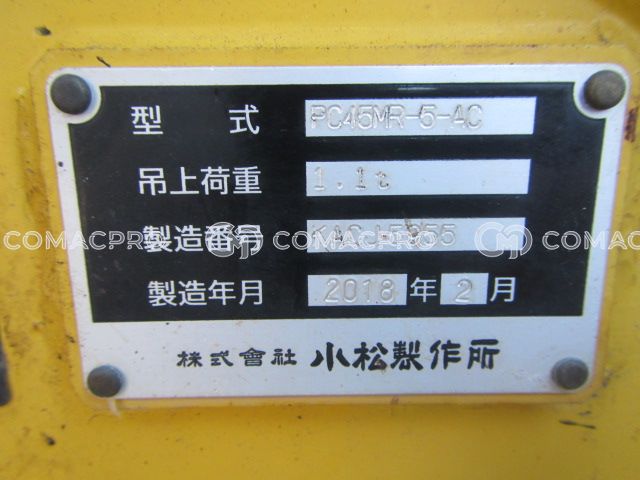 型 式 PC45MR-5-AC
吊上荷重 1.1t
製造番号
製造年月 2018 年 2 月
株式會社 小松製作所
COMACPRO COMACPRO COMACPRO